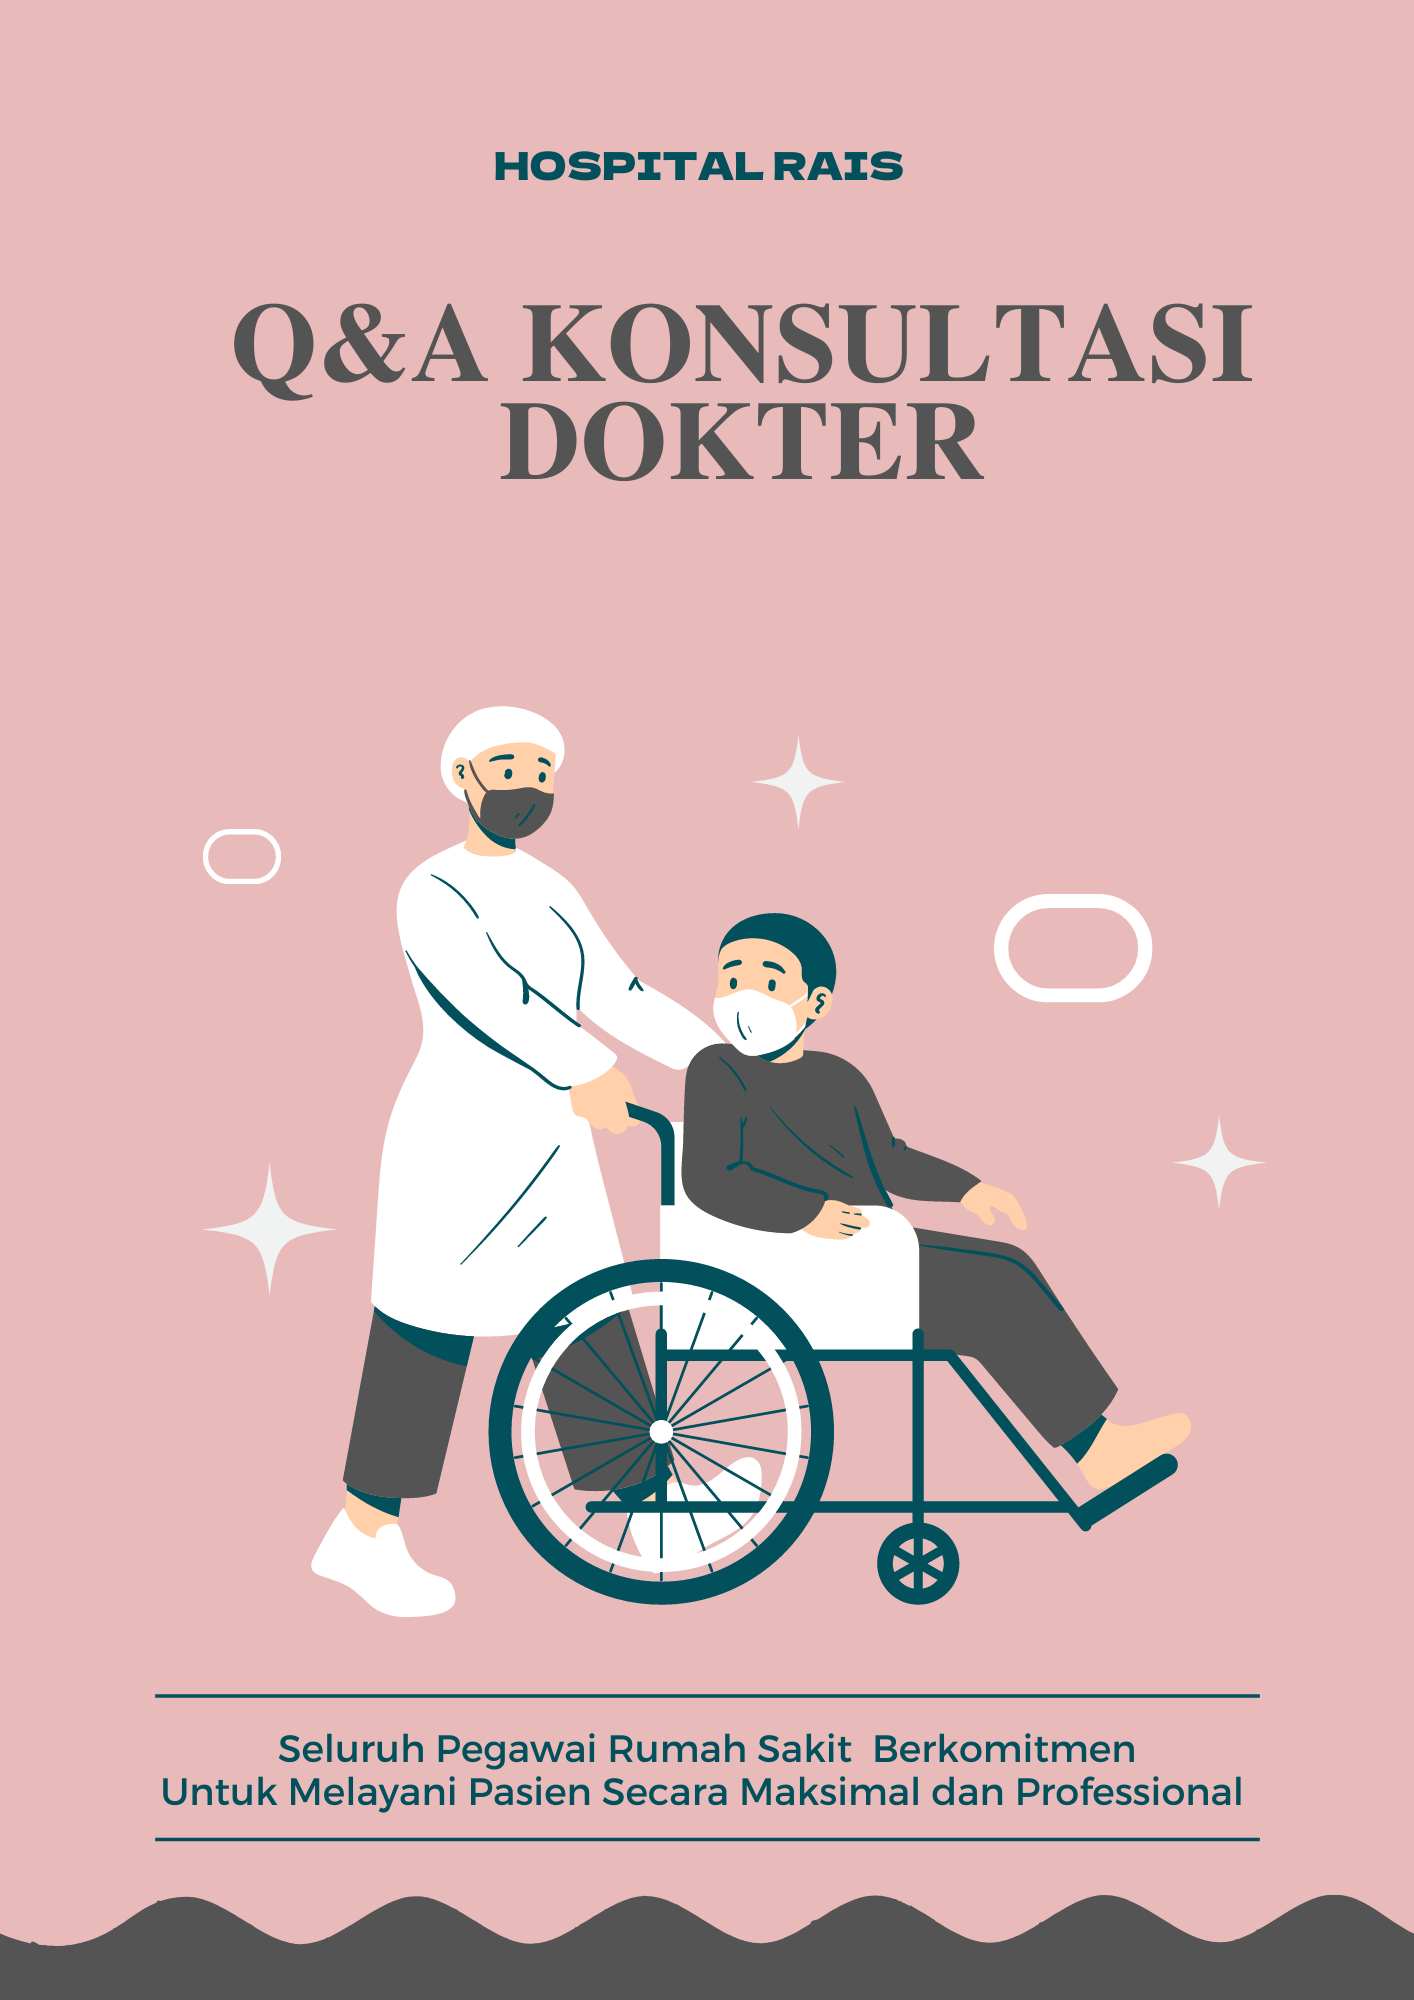 HOSPITAL RAIS
Q&A KONSULTASI
DOKTER
Seluruh Pegawai Rumah Sakit  Berkomitmen
Untuk Melayani Pasien Secara Maksimal dan Professional